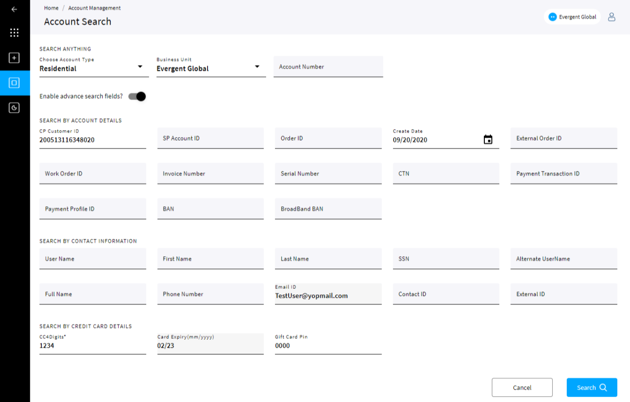 Home / Account Management
Account Search
Evergent Global
SEARCH ANYTHING
Choose Account Type
Residential
Business Unit
Evergent Global
Account Number
Enable advance search fields?
SEARCH BY ACCOUNT DETAILS
CP Customer ID
200513116348020
SP Account ID
Order ID
Create Date
09/20/2020
External Order ID
Work Order ID
Invoice Number
Serial Number
CTN
Payment Transaction ID
Payment Profile ID
BAN
BroadBand BAN
SEARCH BY CONTACT INFORMATION
User Name
First Name
Last Name
SSN
Alternate UserName
Full Name
Phone Number
Email ID
TestUser@yopmail.com
Contact ID
External ID
SEARCH BY CREDIT CARD DETAILS
CC4Digits*
1234
Card Expiry(mm/yyyy)
02/23
Gift Card Pin
0000
Cancel
Search